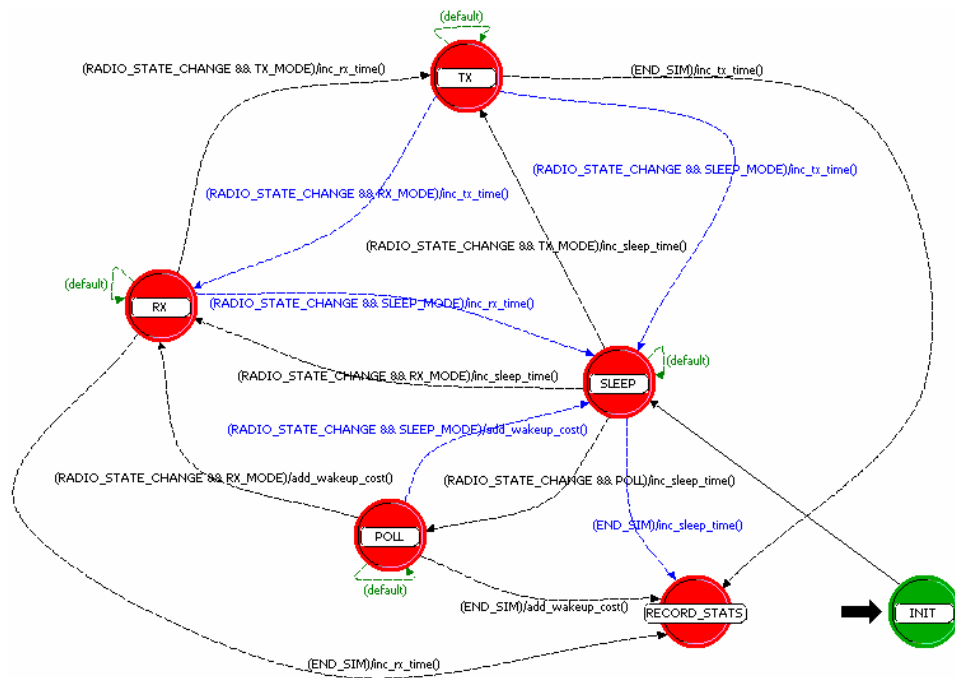 (default)
(RADIO_STATE_CHANGE && TX_MODE)/inc_rx_time()
(END_SIM)/inc_tx_time()
TX
(RADIO_STATE_CHANGE && SLEEP_MODE)/inc_tx_time()
(RADIO_STATE_CHANGE && RX_MODE)/inc_tx_time()
(RADIO_STATE_CHANGE && TX_MODE)/inc_sleep_time()
(default)
RX
(RADIO_STATE_CHANGE && SLEEP_MODE)/inc_rx_time()
(default)
(RADIO_STATE_CHANGE && RX_MODE)/inc_sleep_time()
SLEEP
(RADIO_STATE_CHANGE && SLEEP_MODE)/add_wakeup_cost()
(RADIO_STATE_CHANGE && RX_MODE)/add_wakeup_cost()
(RADIO_STATE_CHANGE && POLL)/inc_sleep_time()
(END_SIM)/inc_sleep_time()
POLL
(default)
(END_SIM)/add_wakeup_cost()
RECORD_STATS
INIT
(END_SIM)/inc_rx_time()